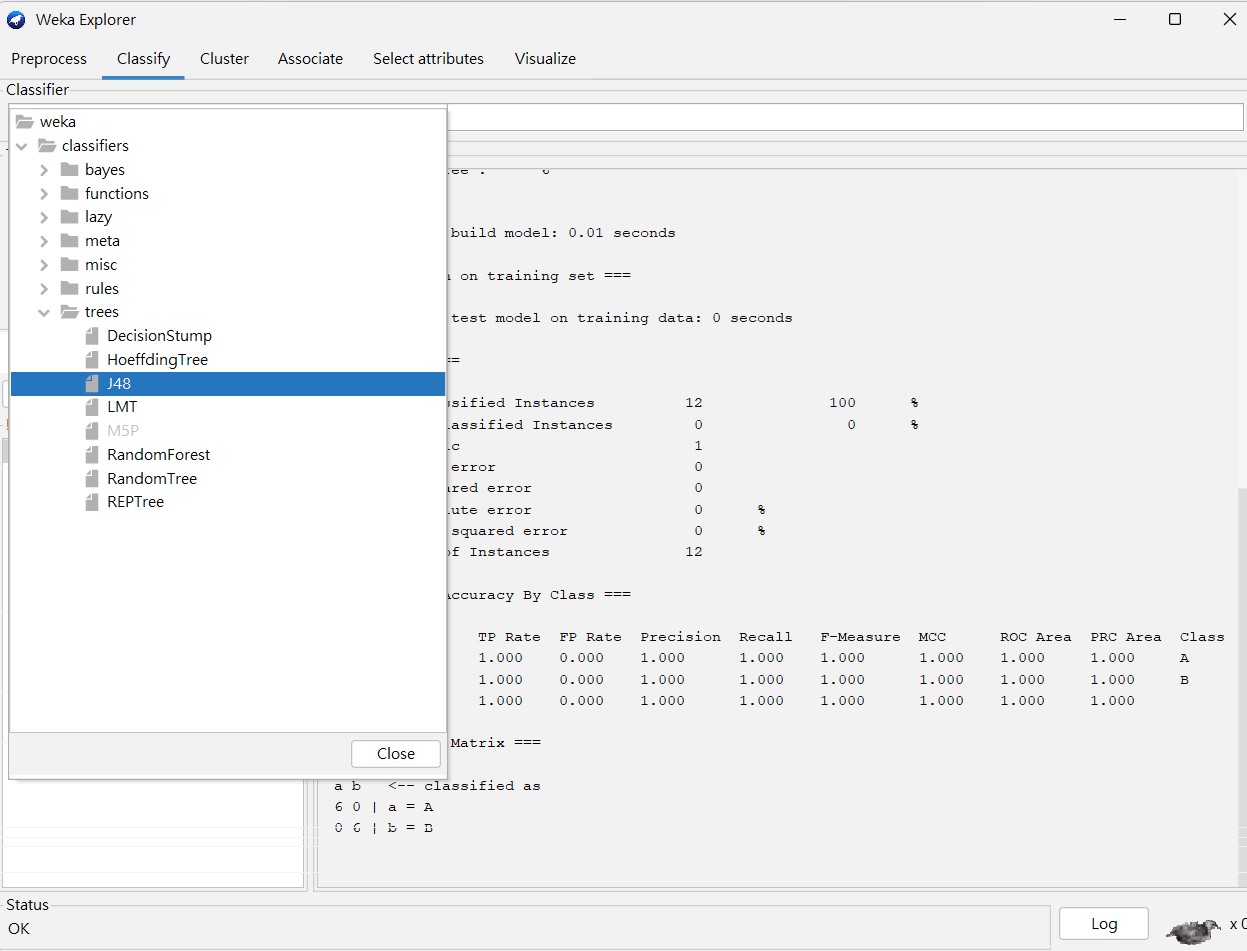 Weka Explorer
Preprocess Classify Cluster Associate Select attributes Visualize
Classifier
weka
classifiers
bayes
functions
lazy
meta
misc
rules
trees
DecisionStump
HoeffdingTree
J48
LMT
M5P
RandomForest
RandomTree
REPTree
Close
build model: 0.01 seconds
on training set ===
test model on training data: 0 seconds
==
ssified Instances 12 100 %
lassified Instances 0 0 %
c 1
error 0
ared error 0
lute error 0 %
squared error 0 %
of Instances 12
Accuracy By Class ===
TP Rate FP Rate Precision Recall F-Measure MCC ROC Area PRC Area Class
1.000 0.000 1.000 1.000 1.000 1.000 1.000 1.000 A
1.000 0.000 1.000 1.000 1.000 1.000 1.000 1.000 B
1.000 0.000 1.000 1.000 1.000 1.000 1.000 1.000
Matrix ===
a b <-- classified as
6 0 | a = A
0 6 | b = B
Status
OK
Log
x 0